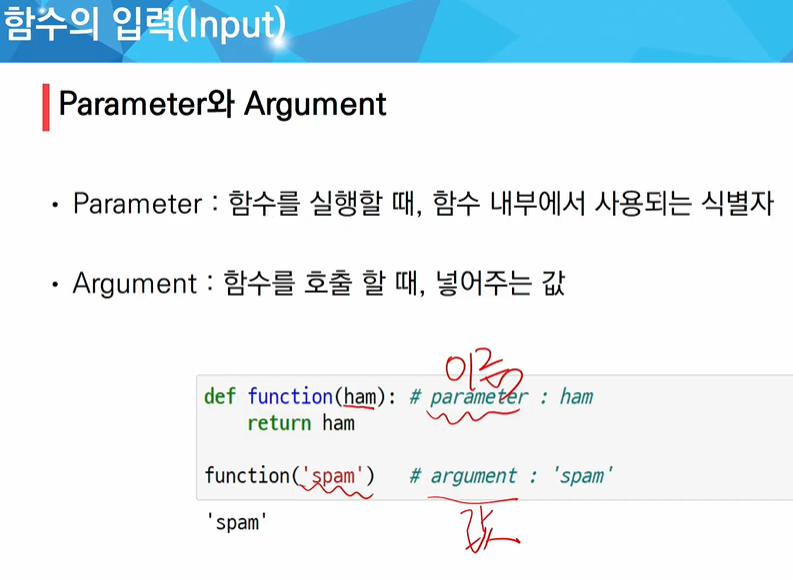 함수의 입력(Input)
Parameter와 Argument
• Parameter : 함수를 실행할 때, 함수 내부에서 사용되는 식별자
• Argument : 함수를 호출 할 때, 넣어주는 값
이름
def function(ham): # parameter : ham
    return ham
function('spam')   # argument : 'spam'
값
'spam'